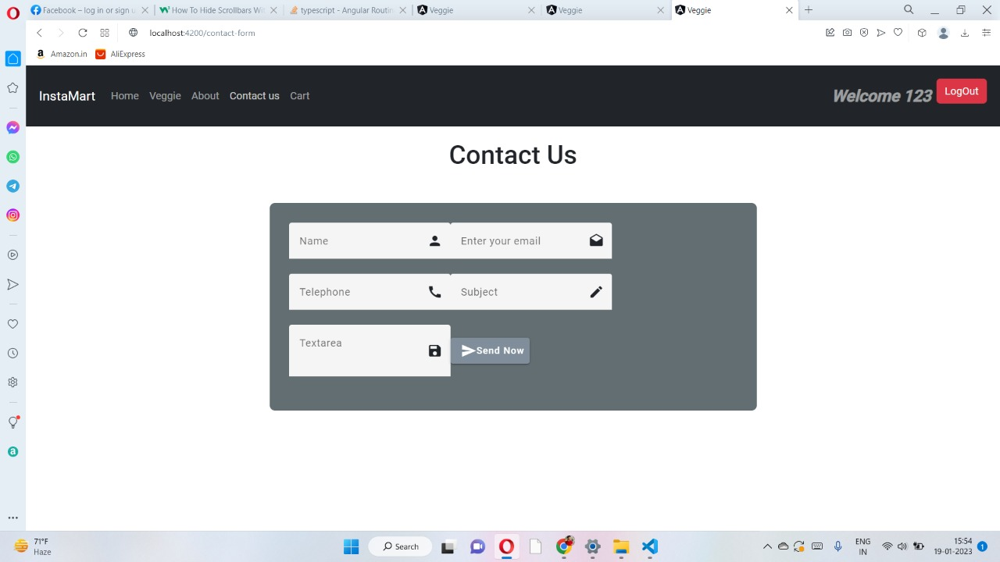 Facebook – log in or sign u
How To Hide Scrollbars Wi
typescript - Angular Routin
Veggie
Veggie
Veggie
localhost:4200/contact-form
Amazon.in
AliExpress
InstaMart
Home
Veggie
About
Contact us
Cart
Welcome 123
LogOut
Contact Us
Name
Enter your email
Telephone
Subject
Textarea
Send Now
71°F
Haze
Search
ENG
IN
15:54
19-01-2023
1